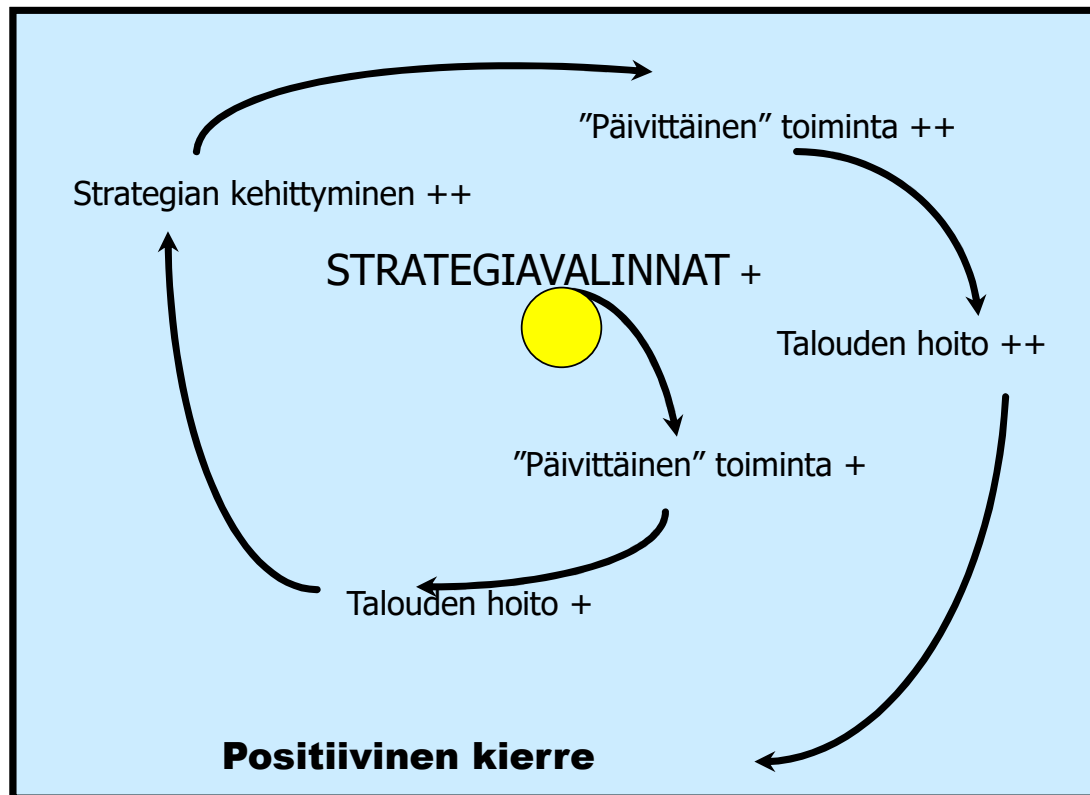 ”Päivittäinen” toiminta ++
Strategian kehittyminen ++
STRATEGIAVALINNAT +
Talouden hoito ++
”Päivittäinen” toiminta +
Talouden hoito +
Positiivinen kierre